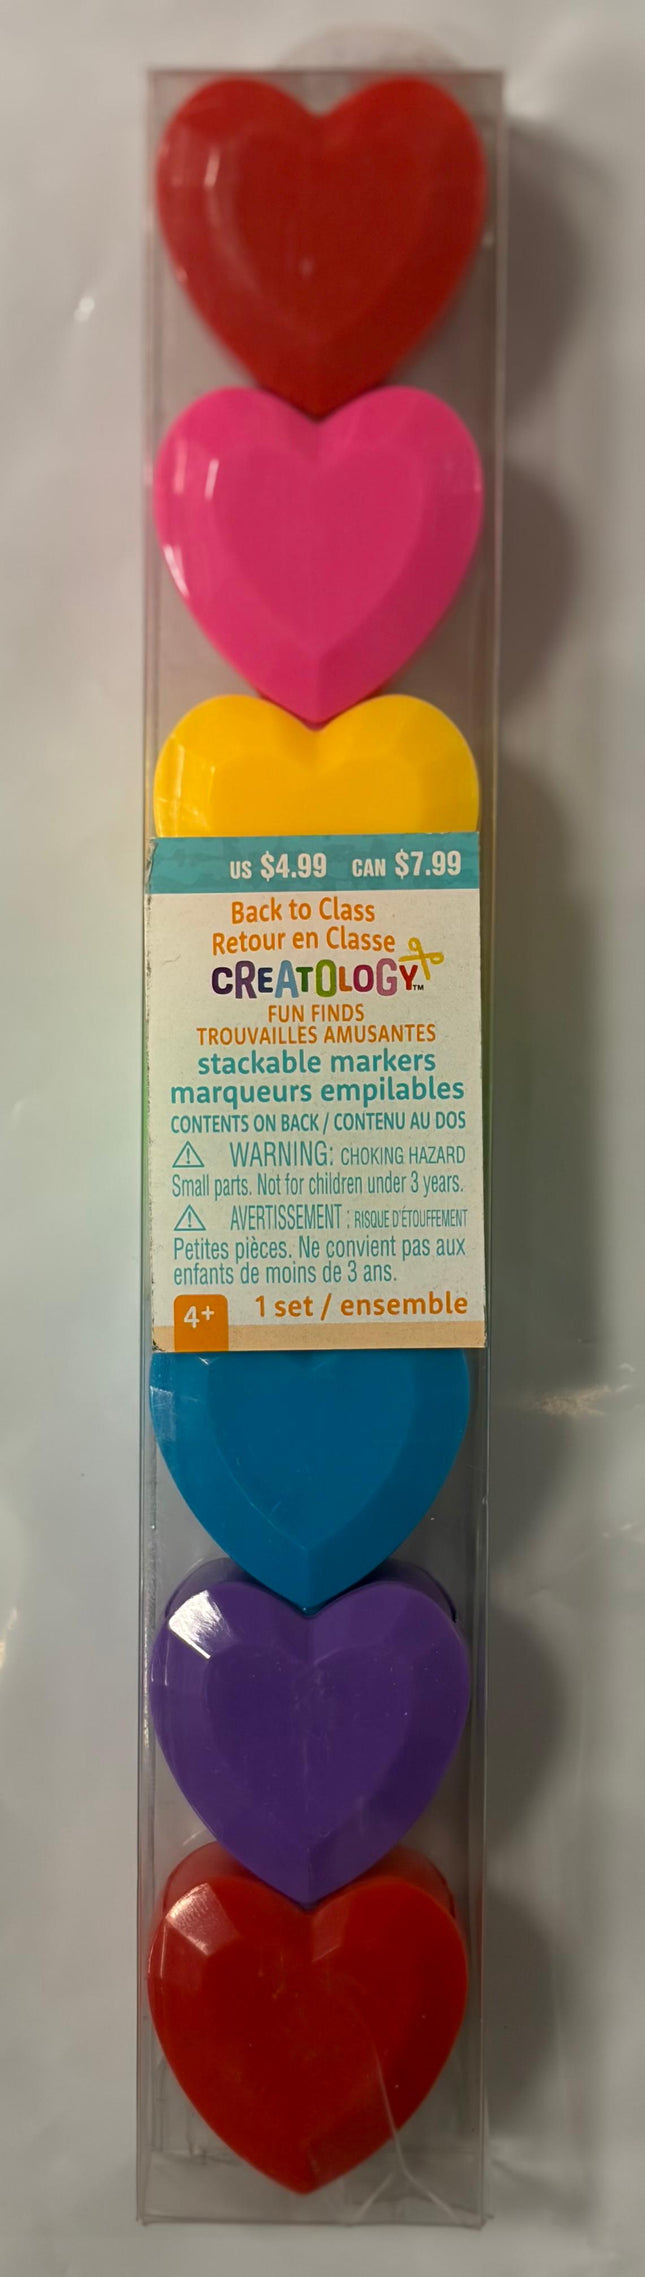 US $4.99 CAN $7.99
Back to Class
Retour en Classe
CREATOLOGY™
FUN FINDS
TROUVAILLES AMUSANTES
stackable markers
marqueurs empilables
CONTENTS ON BACK / CONTENU AU DOS
⚠ WARNING: CHOKING HAZARD
Small parts. Not for children under 3 years.
⚠ AVERTISSEMENT : RISQUE D'ÉTOUFFEMENT
Petites pièces. Ne convient pas aux
enfants de moins de 3 ans.
4+ 1 set / ensemble